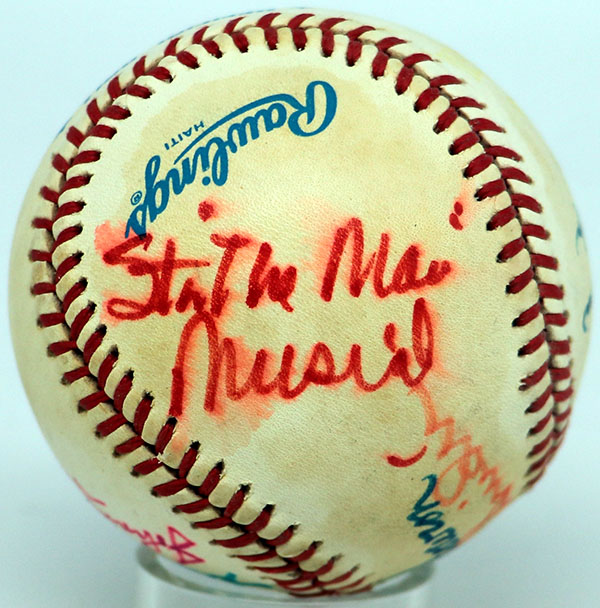 Rawlings®
HAITI
Stan "The Man"
Musial